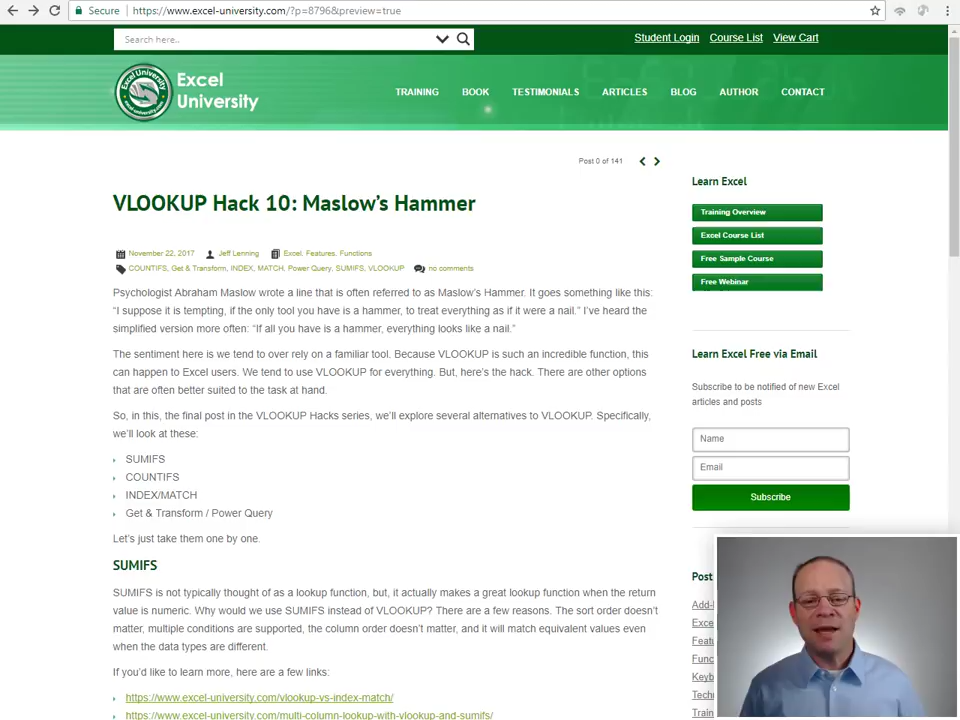 Secure https://www.excel-university.com/?p=8796&preview=true
Search here..
Student Login Course List View Cart
Excel University
Excel
University
TRAINING BOOK TESTIMONIALS ARTICLES BLOG AUTHOR CONTACT
Post 0 of 141
VLOOKUP Hack 10: Maslow's Hammer
November 22, 2017 Jeff Lenning Excel, Features, Functions
COUNTIFS, Get & Transform, INDEX, MATCH, Power Query, SUMIFS, VLOOKUP no comments
Psychologist Abraham Maslow wrote a line that is often referred to as Maslow's Hammer. It goes something like this:
“I suppose it is tempting, if the only tool you have is a hammer, to treat everything as if it were a nail.” I've heard the
simplified version more often: “If all you have is a hammer, everything looks like a nail.”
The sentiment here is we tend to over rely on a familiar tool. Because VLOOKUP is such an incredible function, this
can happen to Excel users. We tend to use VLOOKUP for everything. But, here's the hack. There are other options
that are often better suited to the task at hand.
So, in this, the final post in the VLOOKUP Hacks series, we'll explore several alternatives to VLOOKUP. Specifically,
we'll look at these:
SUMIFS
COUNTIFS
INDEX/MATCH
Get & Transform / Power Query
Let's just take them one by one.
SUMIFS
SUMIFS is not typically thought of as a lookup function, but, it actually makes a great lookup function when the return
value is numeric. Why would we use SUMIFS instead of VLOOKUP? There are a few reasons. The sort order doesn't
matter, multiple conditions are supported, the column order doesn't matter, and it will match equivalent values even
when the data types are different.
If you'd like to learn more, here are a few links:
https://www.excel-university.com/vlookup-vs-index-match/
https://www.excel-university.com/multi-column-lookup-with-vlookup-and-sumifs/
Learn Excel
Training Overview
Excel Course List
Free Sample Course
Free Webinar
Learn Excel Free via Email
Subscribe to be notified of new Excel
articles and posts
Name
Email
Subscribe
Post
Add-
Exce
Featu
Func
Keyb
Techn
Train